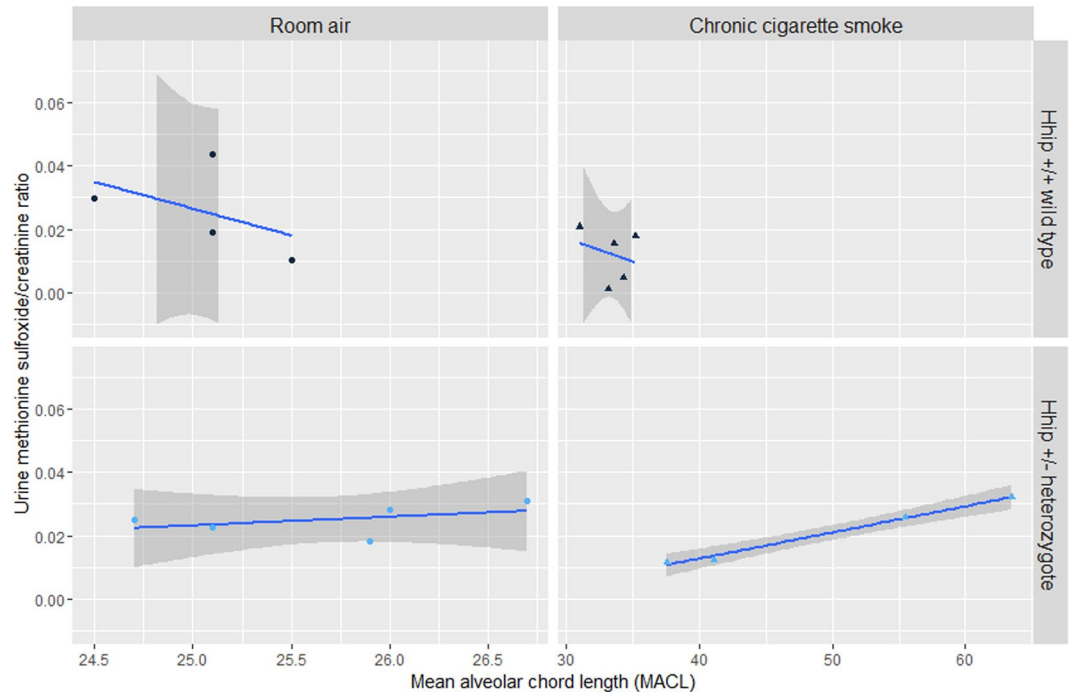 Room air
Chronic cigarette smoke
Urine methionine sulfoxide/creatinine ratio
0.06
0.04
0.02
0.00
Hhip +/+ wild type
0.06
0.04
0.02
0.00
Hhip +/- heterozygote
24.5 25.0 25.5 26.0 26.5
30 40 50 60
Mean alveolar chord length (MACL)